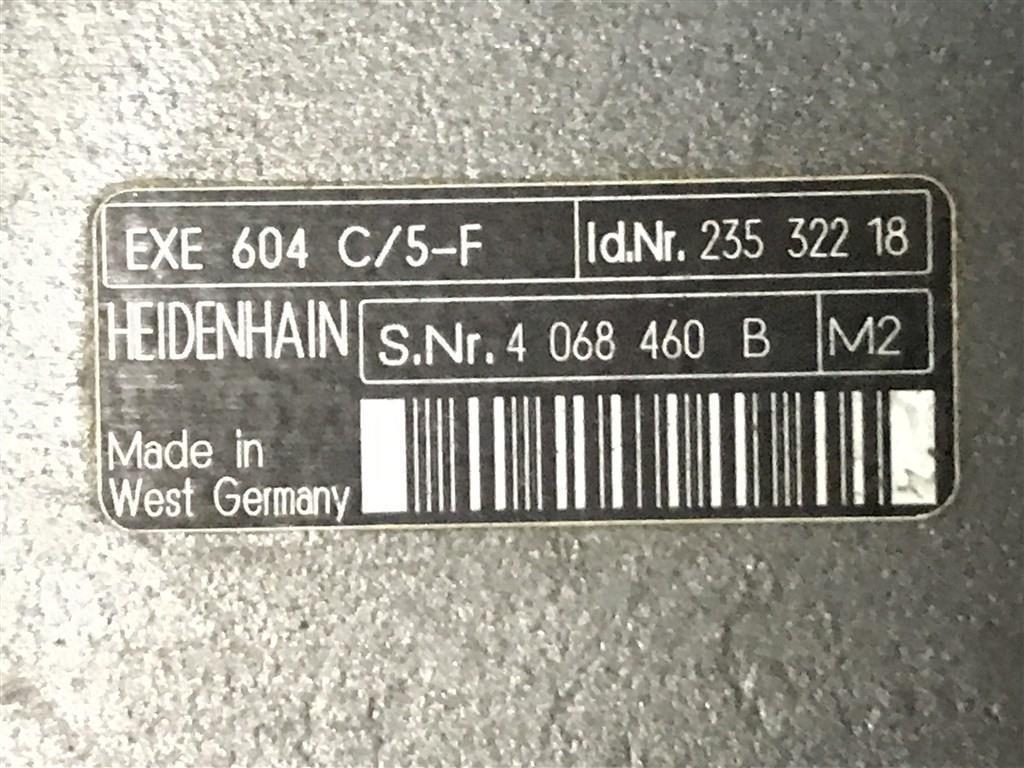 EXE 604 C/5-F Id.Nr. 235 322 18
HEIDENHAIN S.Nr. 4 068 460 B M2
Made in
West Germany